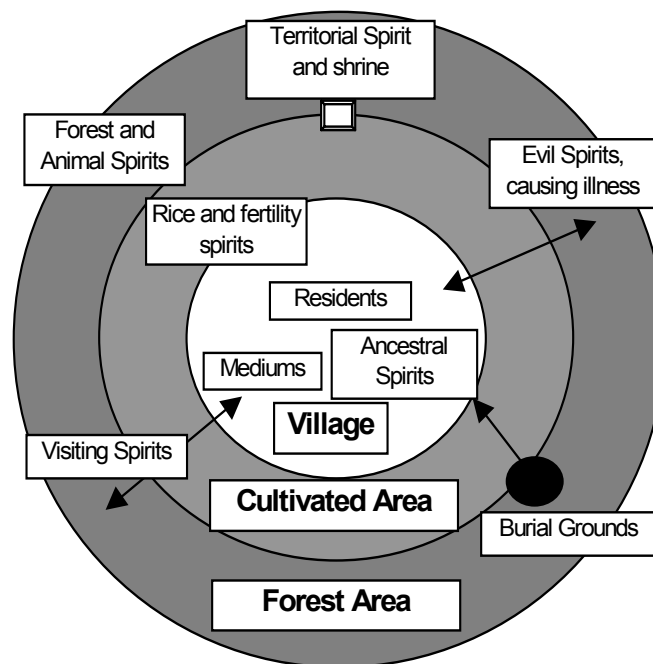 Territorial Spirit
and shrine
Forest and
Animal Spirits
Evil Spirits,
causing illness
Rice and fertility
spirits
Residents
Ancestral
Spirits
Mediums
Village
Visiting Spirits
Cultivated Area
Burial Grounds
Forest Area